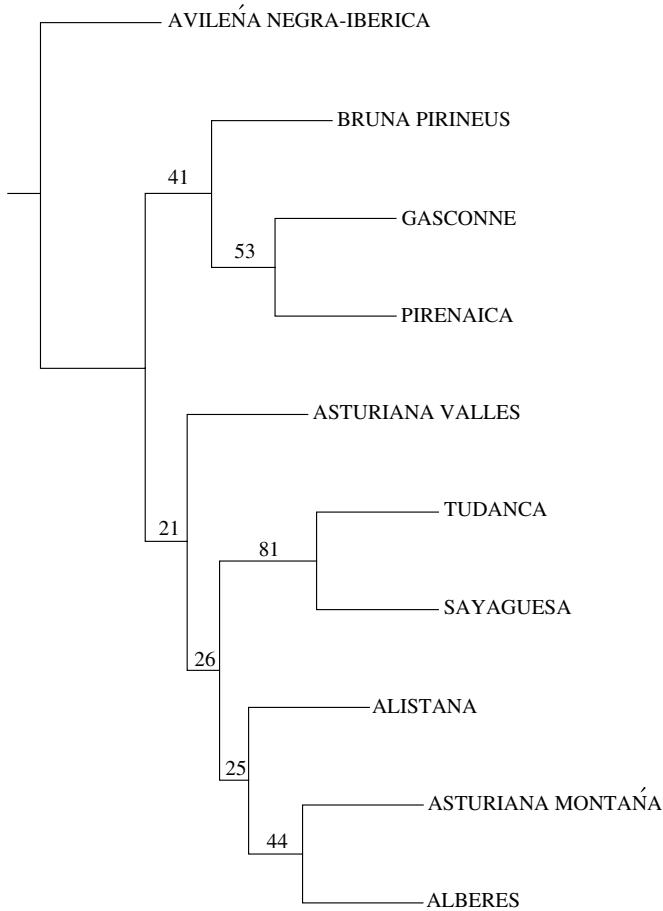 AVILEŃA NEGRA-IBERICA
BRUNA PIRINEUS
41
GASCONNE
53
PIRENAICA
ASTURIANA VALLES
TUDANCA
21
81
SAYAGUESA
26
ALISTANA
25
ASTURIANA MONTAŃA
44
ALBERES